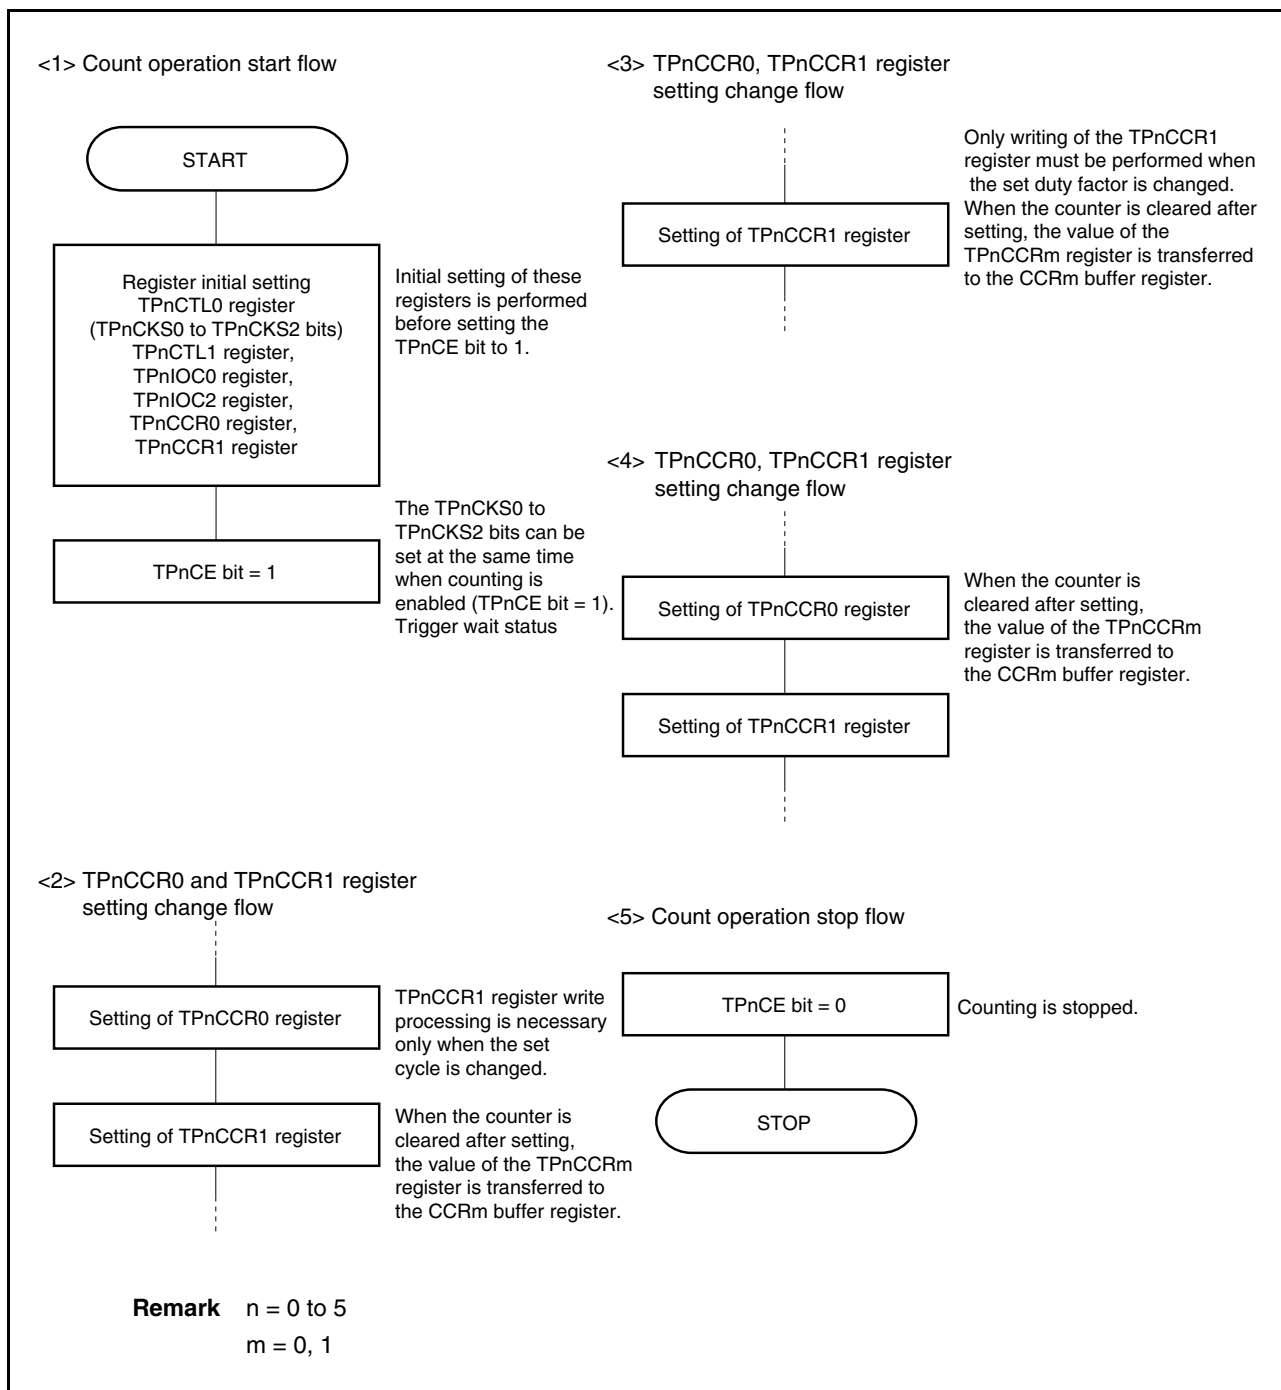 <1> Count operation start flow
START
Register initial setting
TPnCTL0 register
(TPnCKS0 to TPnCKS2 bits)
TPnCTL1 register,
TPnIOC0 register,
TPnIOC2 register,
TPnCCR0 register,
TPnCCR1 register
Initial setting of these
registers is performed
before setting the
TPnCE bit to 1.
TPnCE bit = 1
The TPnCKS0 to
TPnCKS2 bits can be
set at the same time
when counting is
enabled (TPnCE bit = 1).
Trigger wait status
<2> TPnCCR0 and TPnCCR1 register
setting change flow
Setting of TPnCCR0 register
TPnCCR1 register write
processing is necessary
only when the set
cycle is changed.
Setting of TPnCCR1 register
When the counter is
cleared after setting,
the value of the TPnCCRm
register is transferred to
the CCRm buffer register.
<3> TPnCCR0, TPnCCR1 register
setting change flow
Setting of TPnCCR1 register
Only writing of the TPnCCR1
register must be performed when
the set duty factor is changed.
When the counter is cleared after
setting, the value of the
TPnCCRm register is transferred
to the CCRm buffer register.
<4> TPnCCR0, TPnCCR1 register
setting change flow
Setting of TPnCCR0 register
When the counter is
cleared after setting,
the value of the TPnCCRm
register is transferred to
the CCRm buffer register.
Setting of TPnCCR1 register
<5> Count operation stop flow
TPnCE bit = 0
Counting is stopped.
STOP
Remark n = 0 to 5
m = 0, 1